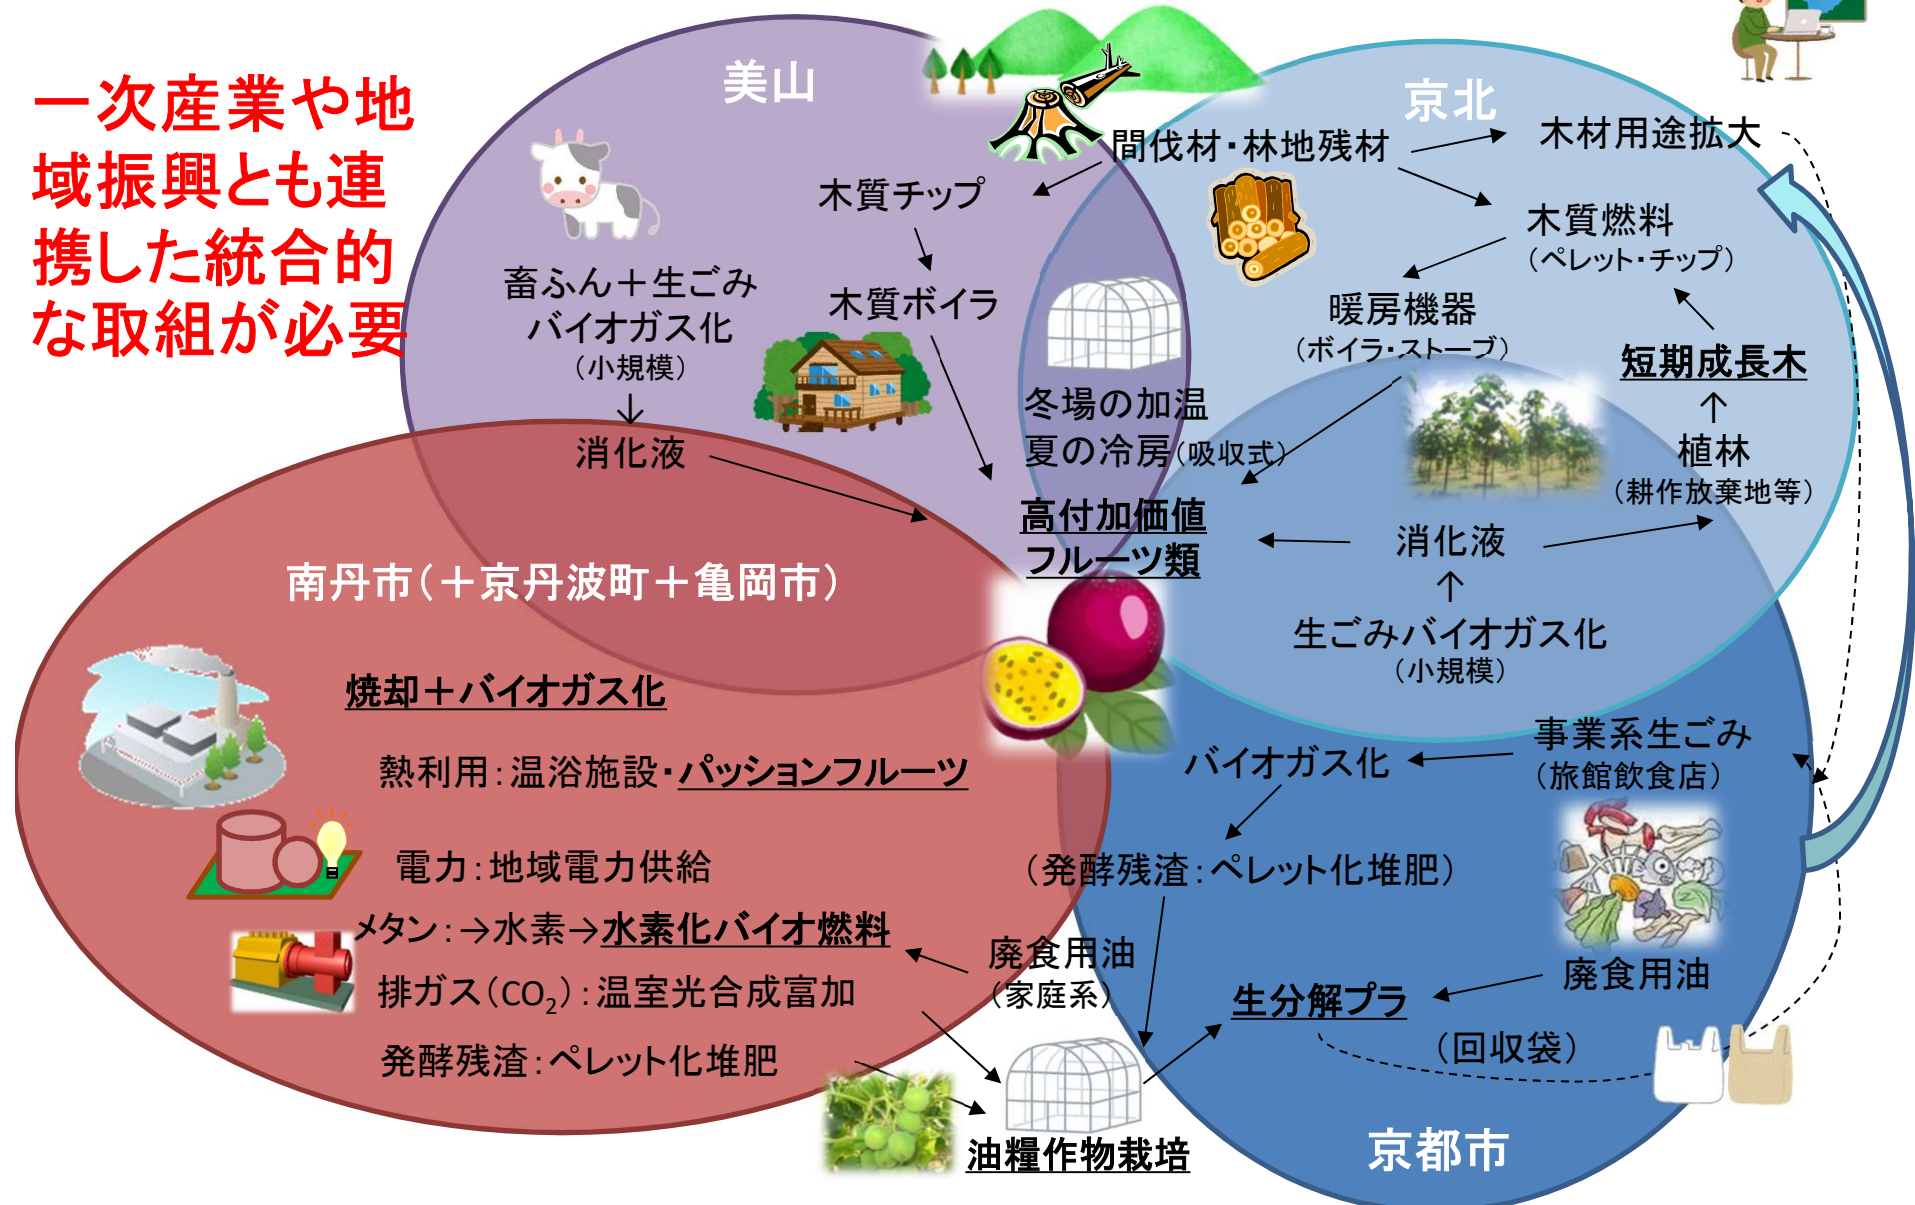 一次産業や地
域振興とも連
携した統合的
な取組が必要
美山
京北
間伐材・林地残材
木材用途拡大
木質チップ
木質燃料
（ペレット・チップ）
畜ふん＋生ごみ
バイオガス化
（小規模）
↓
消化液
木質ボイラ
暖房機器
（ボイラ・ストーブ）
短期成長木
↑
植林
（耕作放棄地等）
冬場の加温
夏の冷房（吸収式）
高付加価値
フルーツ類
消化液
↑
生ごみバイオガス化
（小規模）
南丹市（＋京丹波町＋亀岡市）
焼却＋バイオガス化
熱利用：温浴施設・パッションフルーツ
電力：地域電力供給
メタン：→水素→水素化バイオ燃料
排ガス（CO₂）：温室光合成富加
発酵残渣：ペレット化堆肥
バイオガス化
事業系生ごみ
（旅館飲食店）
（発酵残渣：ペレット化堆肥）
廃食用油
（家庭系）
廃食用油
生分解プラ
（回収袋）
油糧作物栽培
京都市